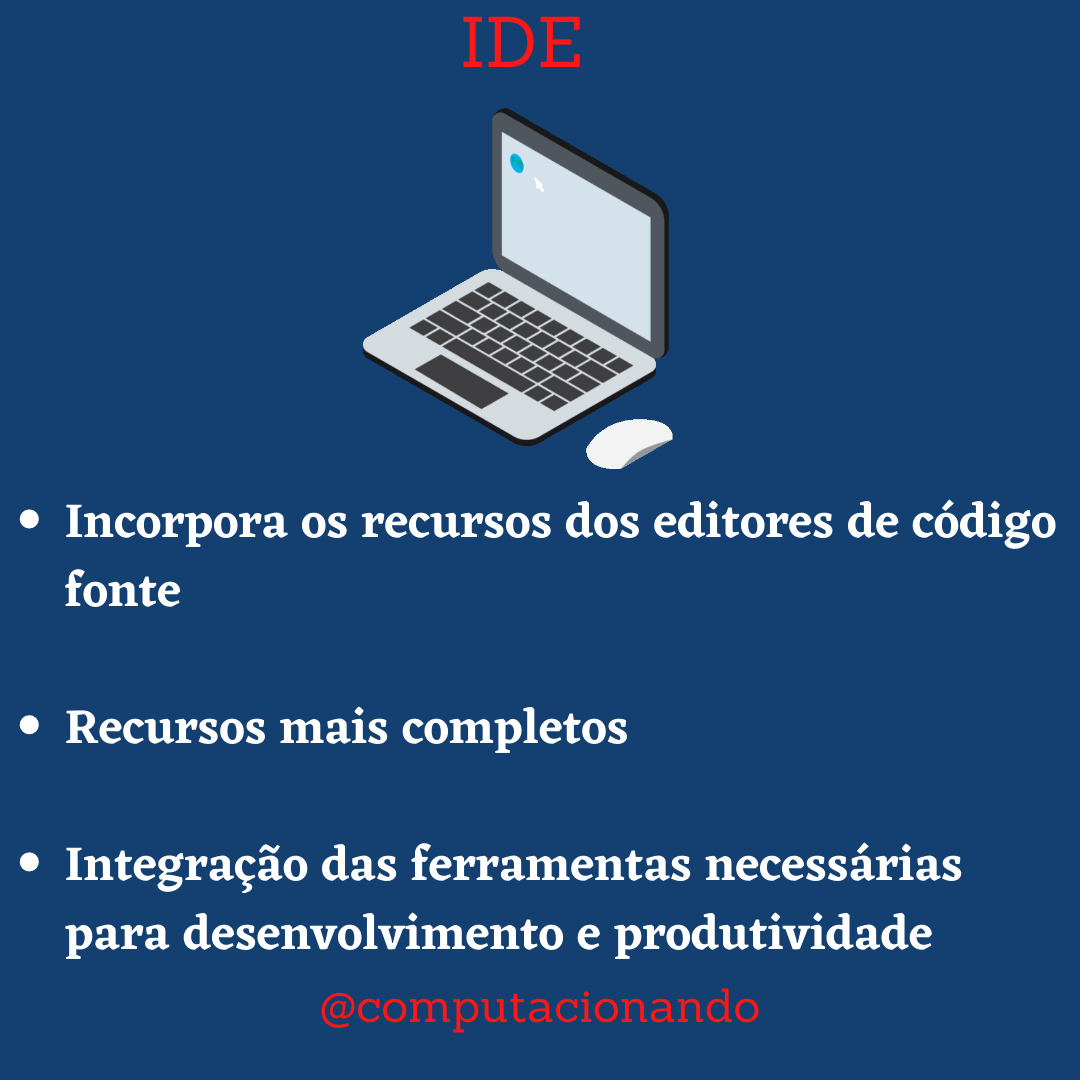 IDE
• Incorpora os recursos dos editores de código
fonte
• Recursos mais completos
• Integração das ferramentas necessárias
para desenvolvimento e produtividade
@computacionando